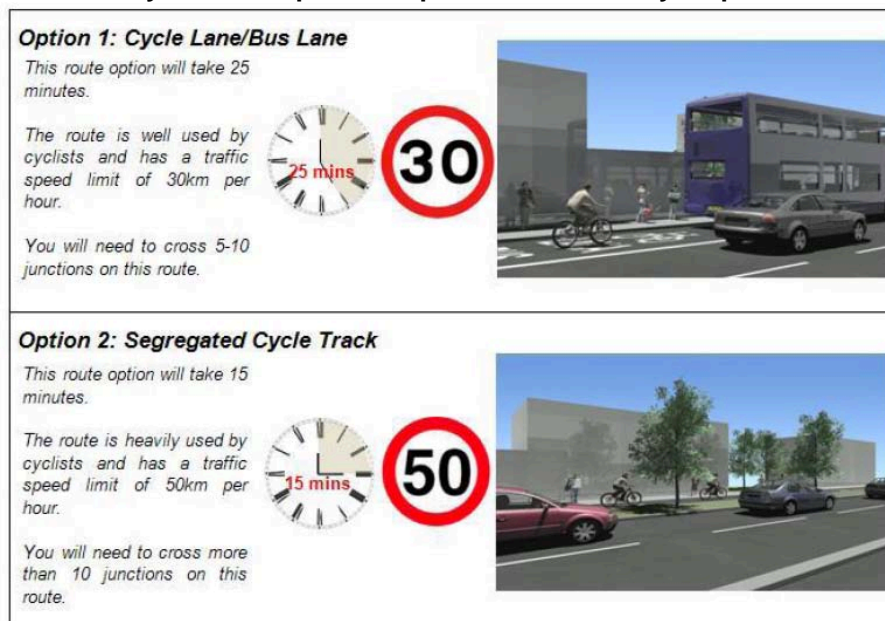 Option 1: Cycle Lane/Bus Lane
This route option will take 25
minutes.
The route is well used by
cyclists and has a traffic
speed limit of 30km per
hour.
You will need to cross 5-10
junctions on this route.
25 mins
30
Option 2: Segregated Cycle Track
This route option will take 15
minutes.
The route is heavily used by
cyclists and has a traffic
speed limit of 50km per
hour.
You will need to cross more
than 10 junctions on this
route.
15 mins
50